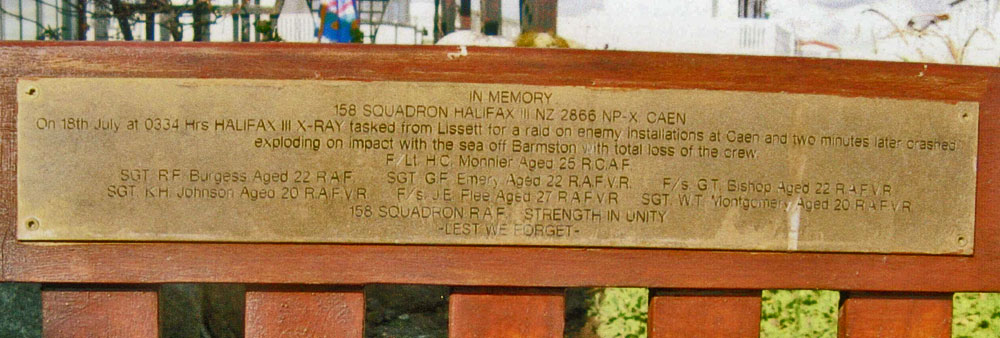 IN MEMORY
158 SQUADRON HALIFAX III NZ 2866 NP-X. CAEN
On 18th July at 0334 Hrs HALIFAX III X-RAY tasked from Lissett for a raid on enemy installations at Caen and two minutes later crashed
exploding on impact with the sea off Barmston with total loss of the crew.
F/Lt. H.C. Monnier Aged 25 R.C.A.F.
SGT. R.F. Burgess Aged 22 R.A.F. SGT. G.F. Emery Aged 22 R.A.F.V.R. F/s. G.T. Bishop Aged 22 R.A.F.V.R.
SGT. K.H. Johnson Aged 20 R.A.F.V.R. F/s. J.E. Flee Aged 27 R.A.F.V.R. SGT. W.T. Montgomery Aged 20 R.A.F.V.R.
158 SQUADRON R.A.F. STRENGTH IN UNITY
-LEST WE FORGET-